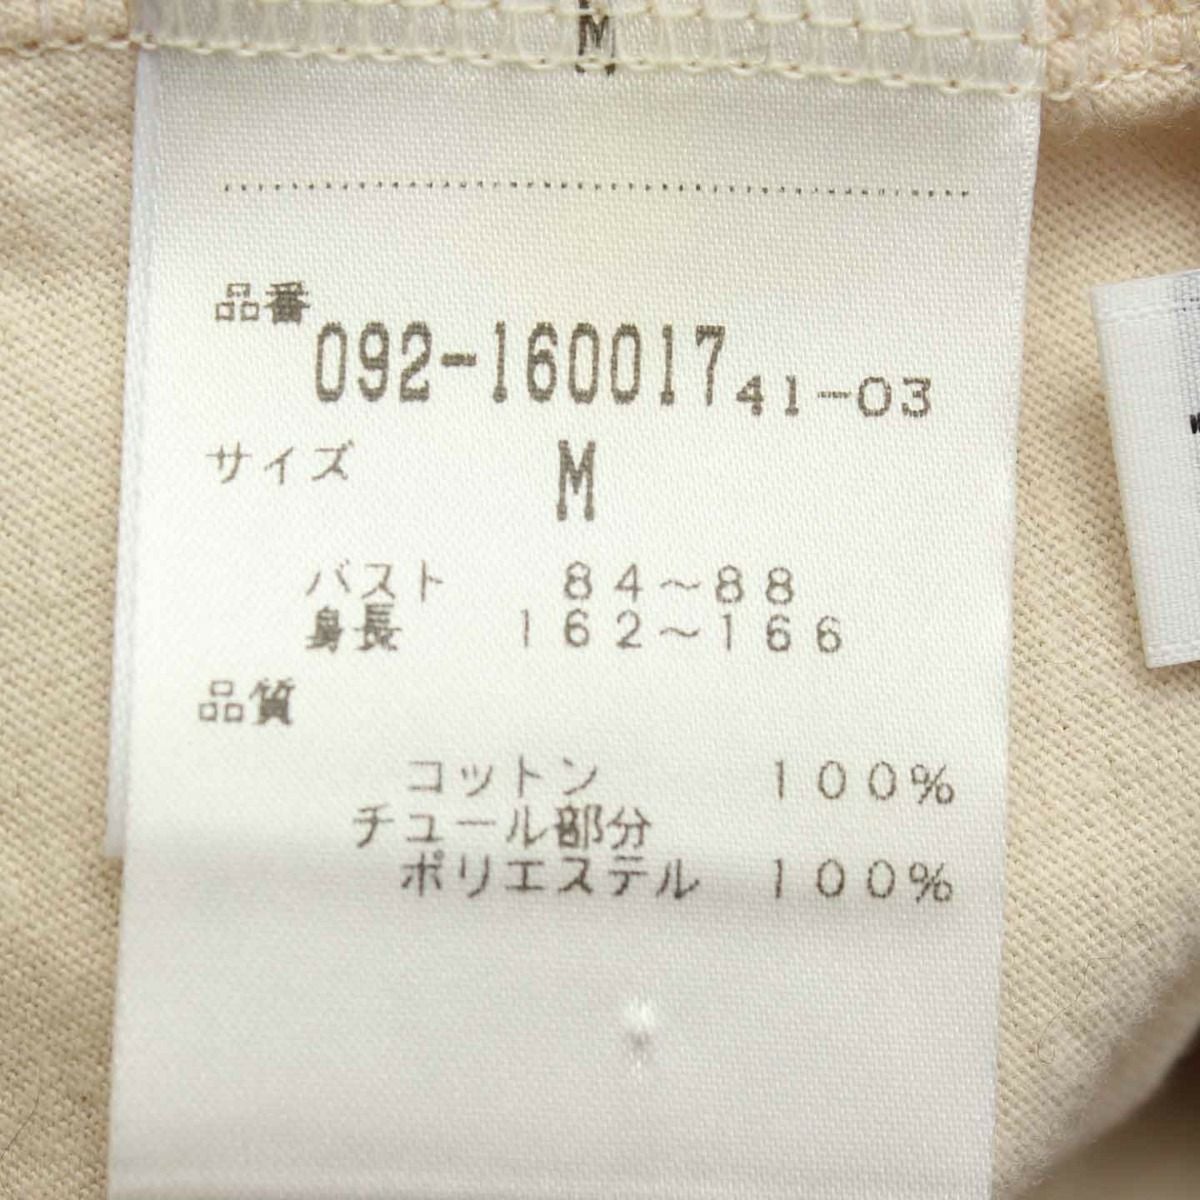 M
品番
092-160017 41-03
サイズ M
バスト 84～88
身長 162～166
品質
コットン 100%
チュール部分
ポリエステル 100%